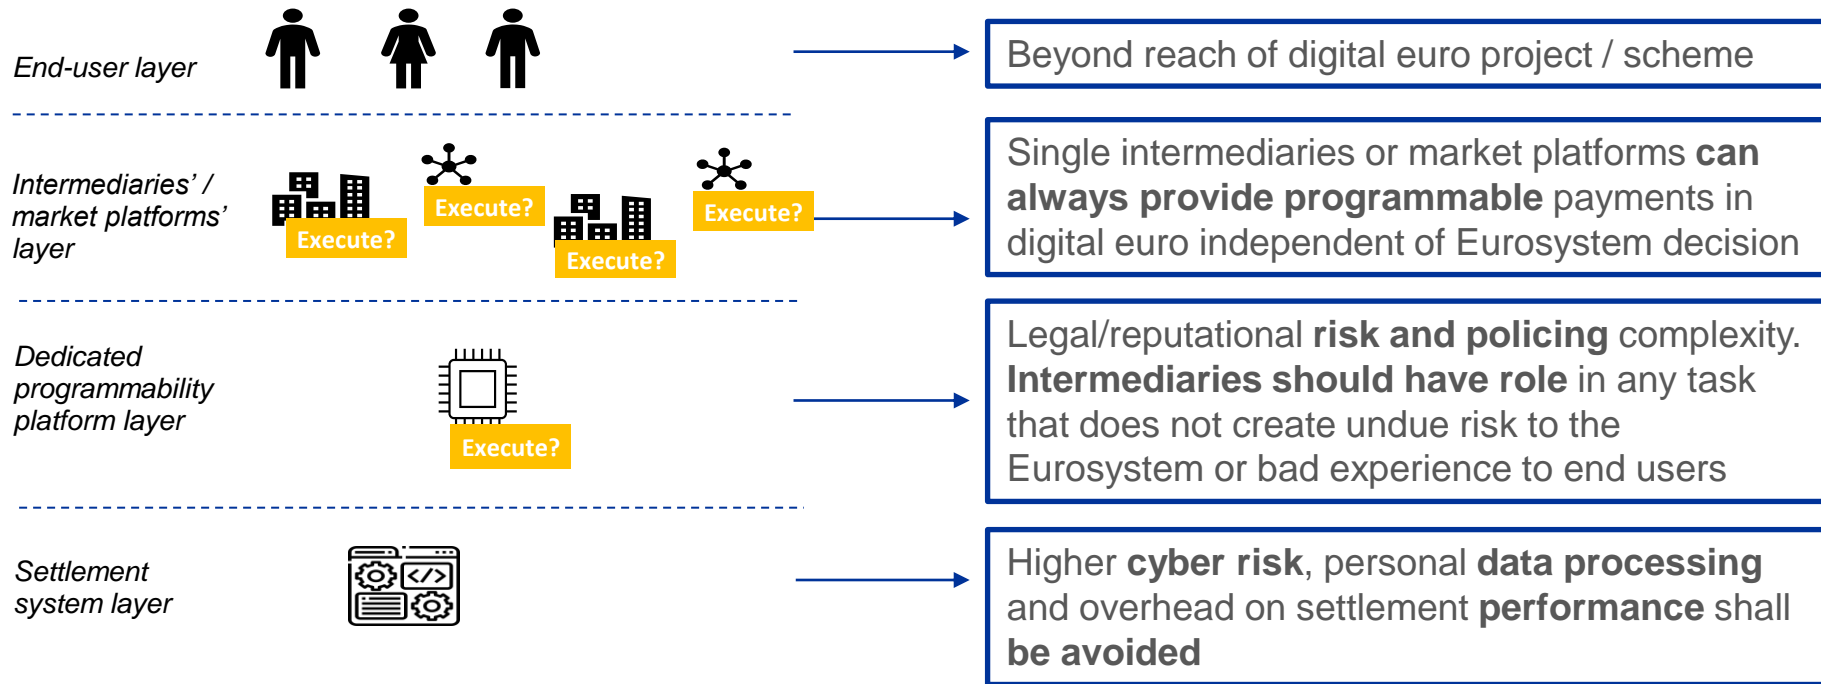 End-user layer
Beyond reach of digital euro project / scheme
Intermediaries’ /
market platforms’
layer
Execute?
Execute?
Execute?
Execute?
Single intermediaries or market platforms can
always provide programmable payments in
digital euro independent of Eurosystem decision
Dedicated
programmability
platform layer
Execute?
Legal/reputational risk and policing complexity.
Intermediaries should have role in any task
that does not create undue risk to the
Eurosystem or bad experience to end users
Settlement
system layer
</>
Higher cyber risk, personal data processing
and overhead on settlement performance shall
be avoided